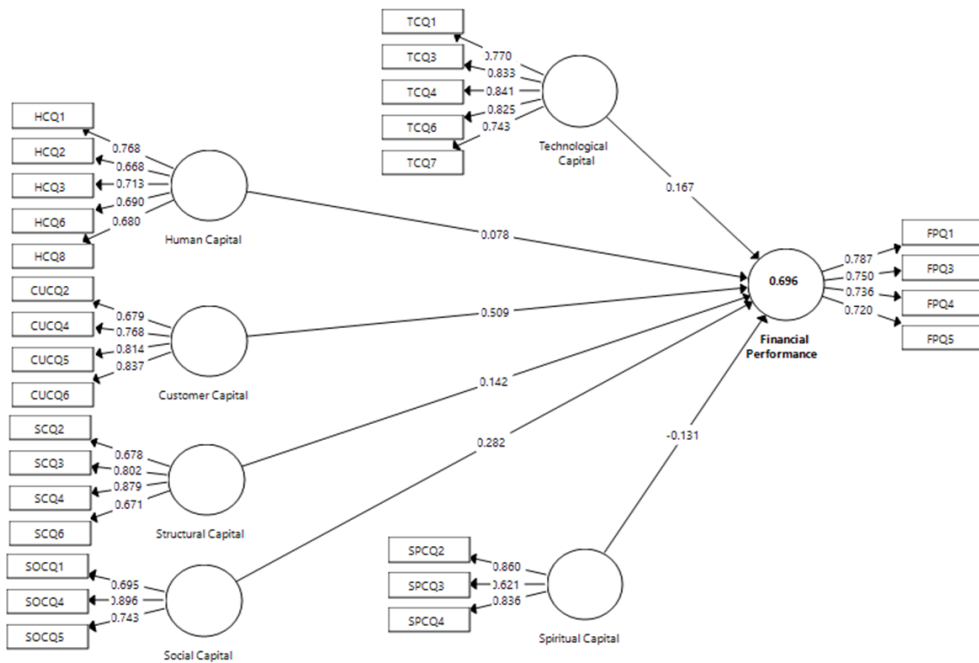 TCQ1
TCQ3
TCQ4
TCQ6
TCQ7
0.770
0.833
0.841
0.825
0.743
Technological
Capital
0.167
HCQ1
HCQ2
HCQ3
HCQ6
HCQ8
0.768
0.668
0.713
0.690
0.680
Human Capital
0.078
CUCQ2
CUCQ4
CUCQ5
CUCQ6
0.679
0.768
0.814
0.837
Customer Capital
0.509
SCQ2
SCQ3
SCQ4
SCQ6
0.678
0.802
0.879
0.671
Structural Capital
0.142
SOCQ1
SOCQ4
SOCQ5
0.695
0.896
0.743
Social Capital
0.282
SPCQ2
SPCQ3
SPCQ4
0.860
0.621
0.836
Spiritual Capital
-0.131
0.696
Financial
Performance
0.787
0.750
0.736
0.720
FPQ1
FPQ3
FPQ4
FPQ5